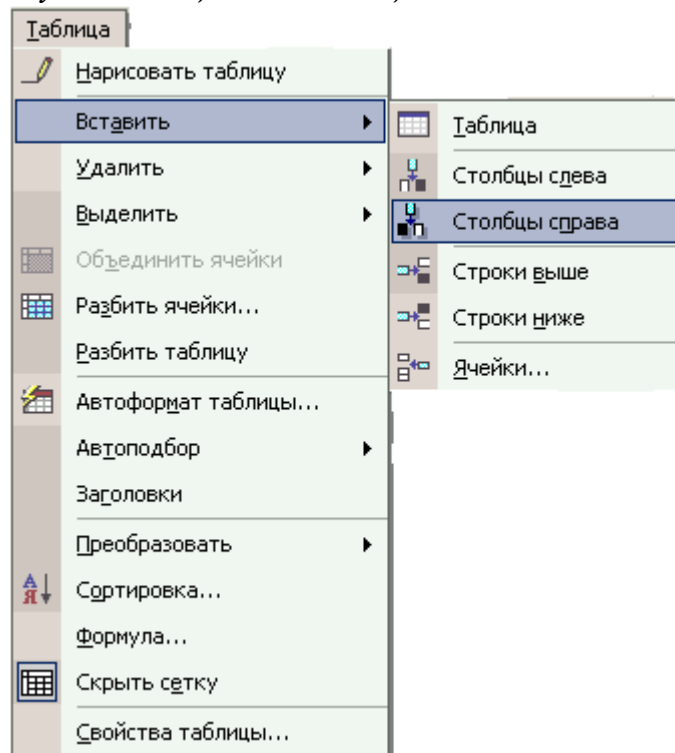 Таблица
Нарисовать таблицу
Вставить
Удалить
Выделить
Объединить ячейки
Разбить ячейки...
Разбить таблицу
Автоформат таблицы...
Автоподбор
Заголовки
Преобразовать
Сортировка...
Формула...
Скрыть сетку
Свойства таблицы...
Таблица
Столбцы слева
Столбцы справа
Строки выше
Строки ниже
Ячейки...